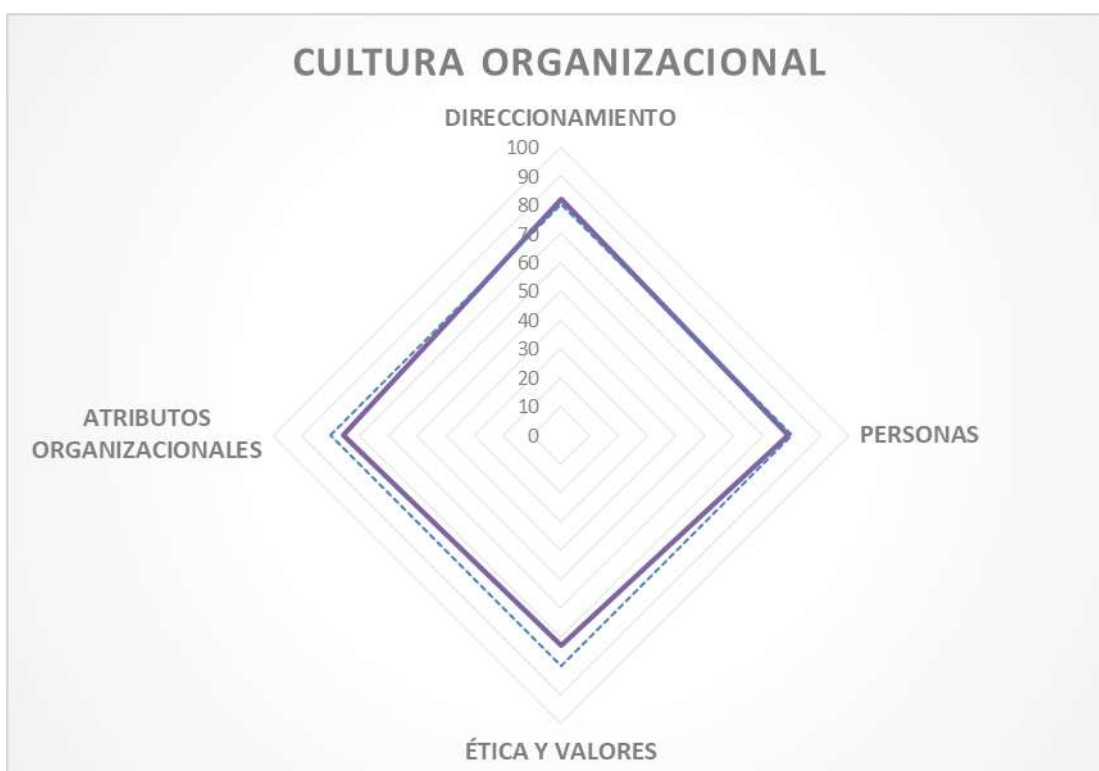 CULTURA ORGANIZACIONAL
DIRECCIONAMIENTO
100
90
80
70
60
50
40
30
20
10
0
ATRIBUTOS
ORGANIZACIONALES
PERSONAS
ÉTICA Y VALORES